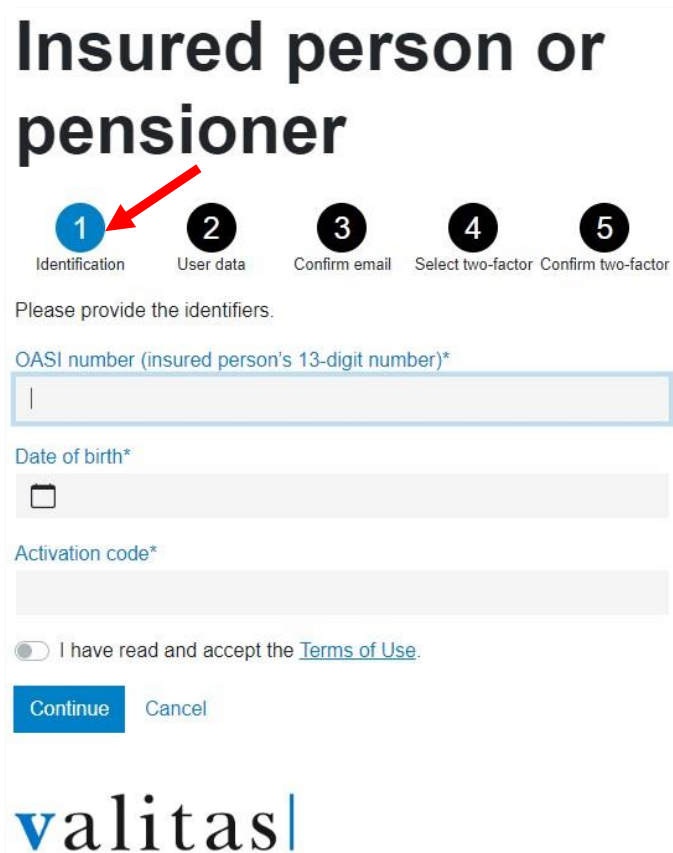 Insured person or
pensioner
1 2 3 4 5
Identification User data Confirm email Select two-factor Confirm two-factor
Please provide the identifiers.
OASI number (insured person's 13-digit number)*
Date of birth*
Activation code*
I have read and accept the Terms of Use.
Continue Cancel
valitas